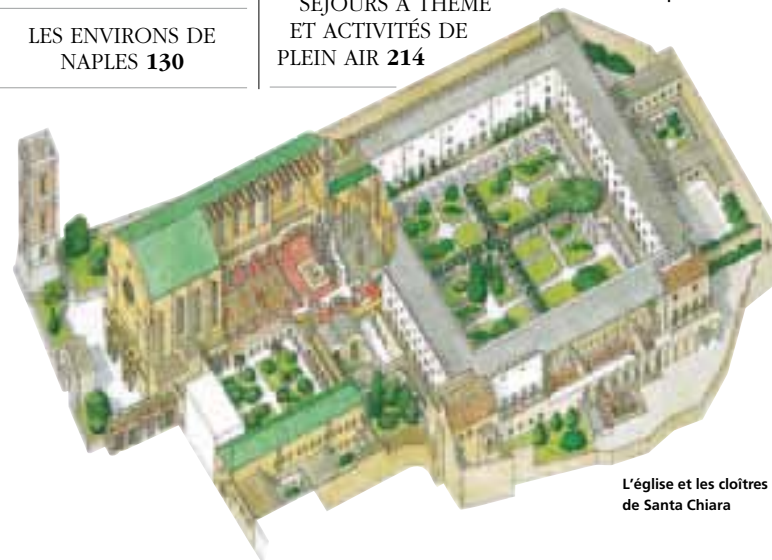 LES ENVIRONS DE
NAPLES 130
SÉJOURS À THÈME
ET ACTIVITÉS DE
PLEIN AIR 214
L'église et les cloîtres
de Santa Chiara